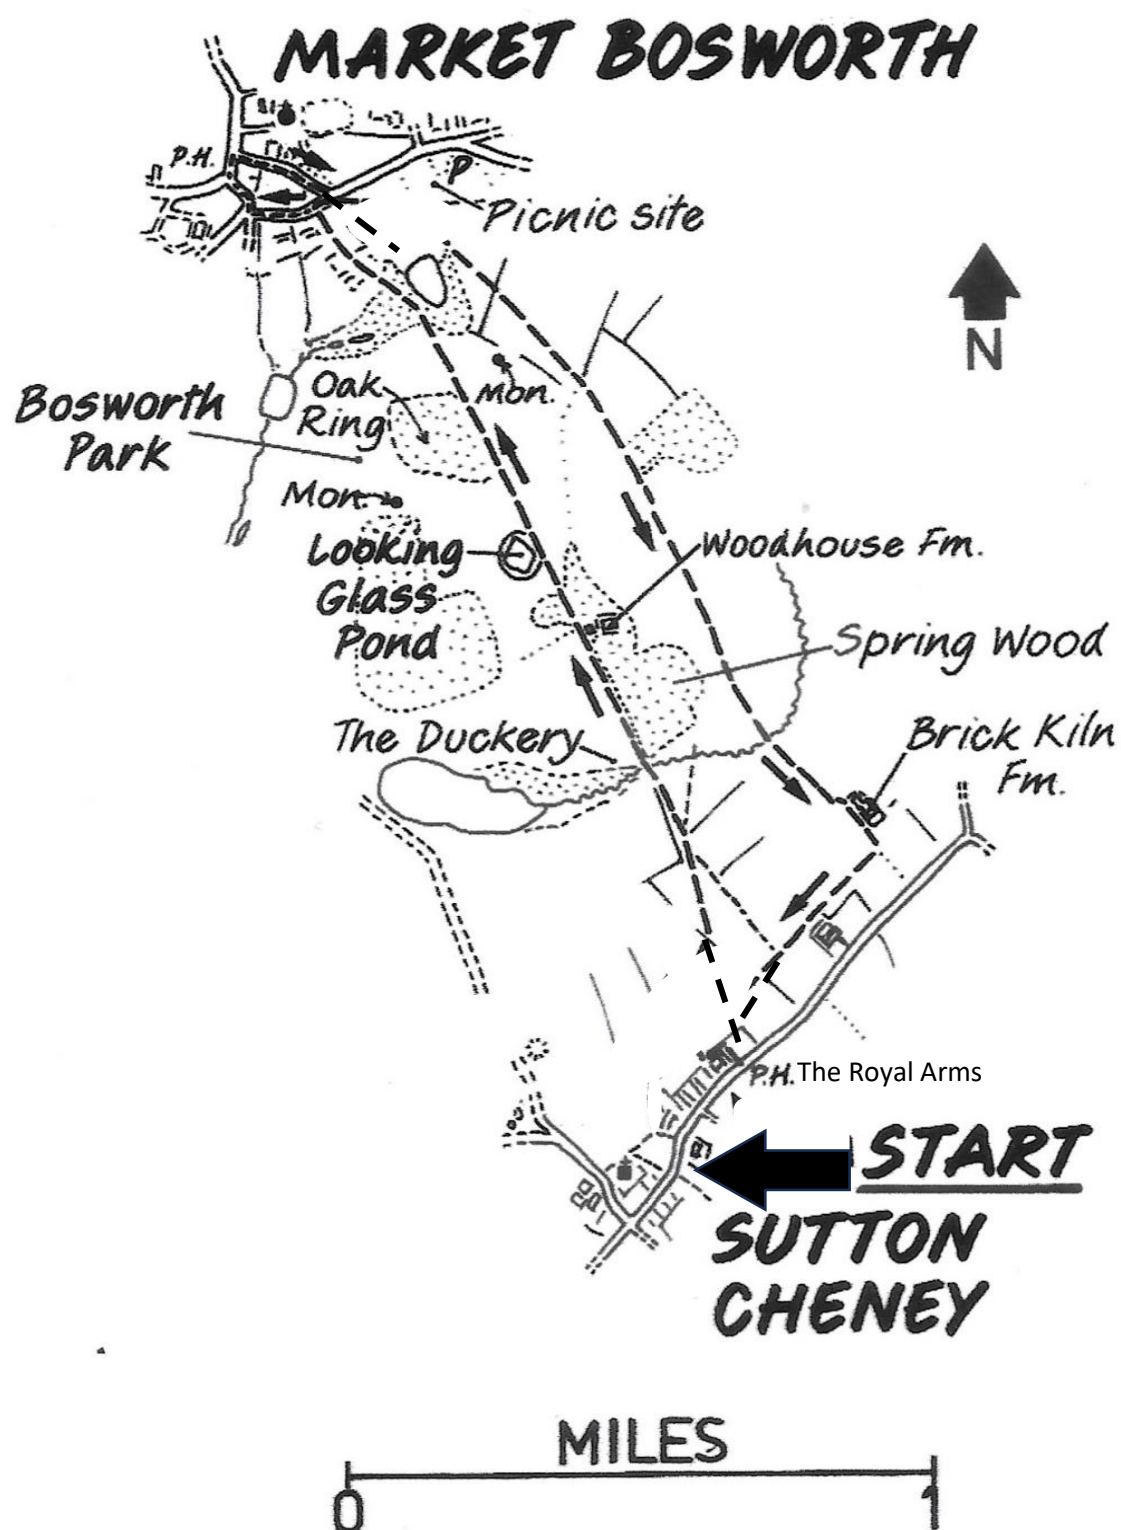 MARKET BOSWORTH
P.H.
P
Picnic site
N
Bosworth
Park
Oak
Ring
Mon.
Mon.
Looking
Glass
Pond
Woodhouse Fm.
Spring Wood
The Duckery
Brick Kiln
Fm.
P.H. The Royal Arms
START
SUTTON
CHENEY
MILES
0 1